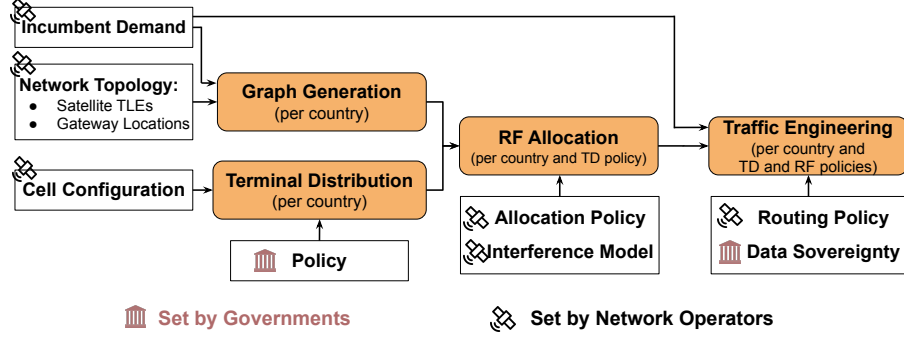 Incumbent Demand
Network Topology:
● Satellite TLEs
● Gateway Locations
Cell Configuration
Graph Generation
(per country)
Terminal Distribution
(per country)
Policy
RF Allocation
(per country and TD policy)
Allocation Policy
Interference Model
Traffic Engineering
(per country and
TD and RF policies)
Routing Policy
Data Sovereignty
Set by Governments
Set by Network Operators